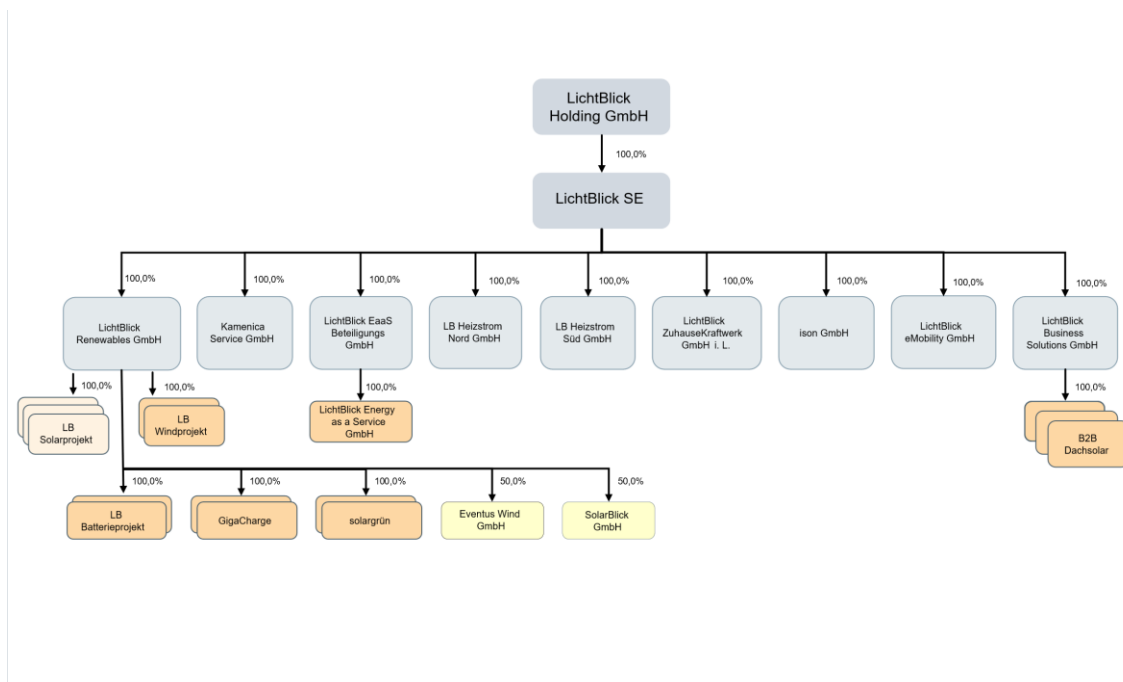 LichtBlick
Holding GmbH
100,0%
LichtBlick SE
100,0%
100,0%
100,0%
100,0%
100,0%
100,0%
100,0%
100,0%
100,0%
LichtBlick
Renewables GmbH
Kamenica
Service GmbH
LichtBlick EaaS
Beteiligungs
GmbH
LB Heizstrom
Nord GmbH
LB Heizstrom
Süd GmbH
LichtBlick
ZuhauseKraftwerk
GmbH i. L.
ison GmbH
LichtBlick
eMobility GmbH
LichtBlick
Business
Solutions GmbH
100,0%
100,0%
100,0%
100,0%
LB
Solarprojekt
LB
Windprojekt
LichtBlick Energy
as a Service
GmbH
B2B
Dachsolar
100,0%
100,0%
100,0%
50,0%
50,0%
LB
Batterieprojekt
GigaCharge
solargrün
Eventus Wind
GmbH
SolarBlick
GmbH